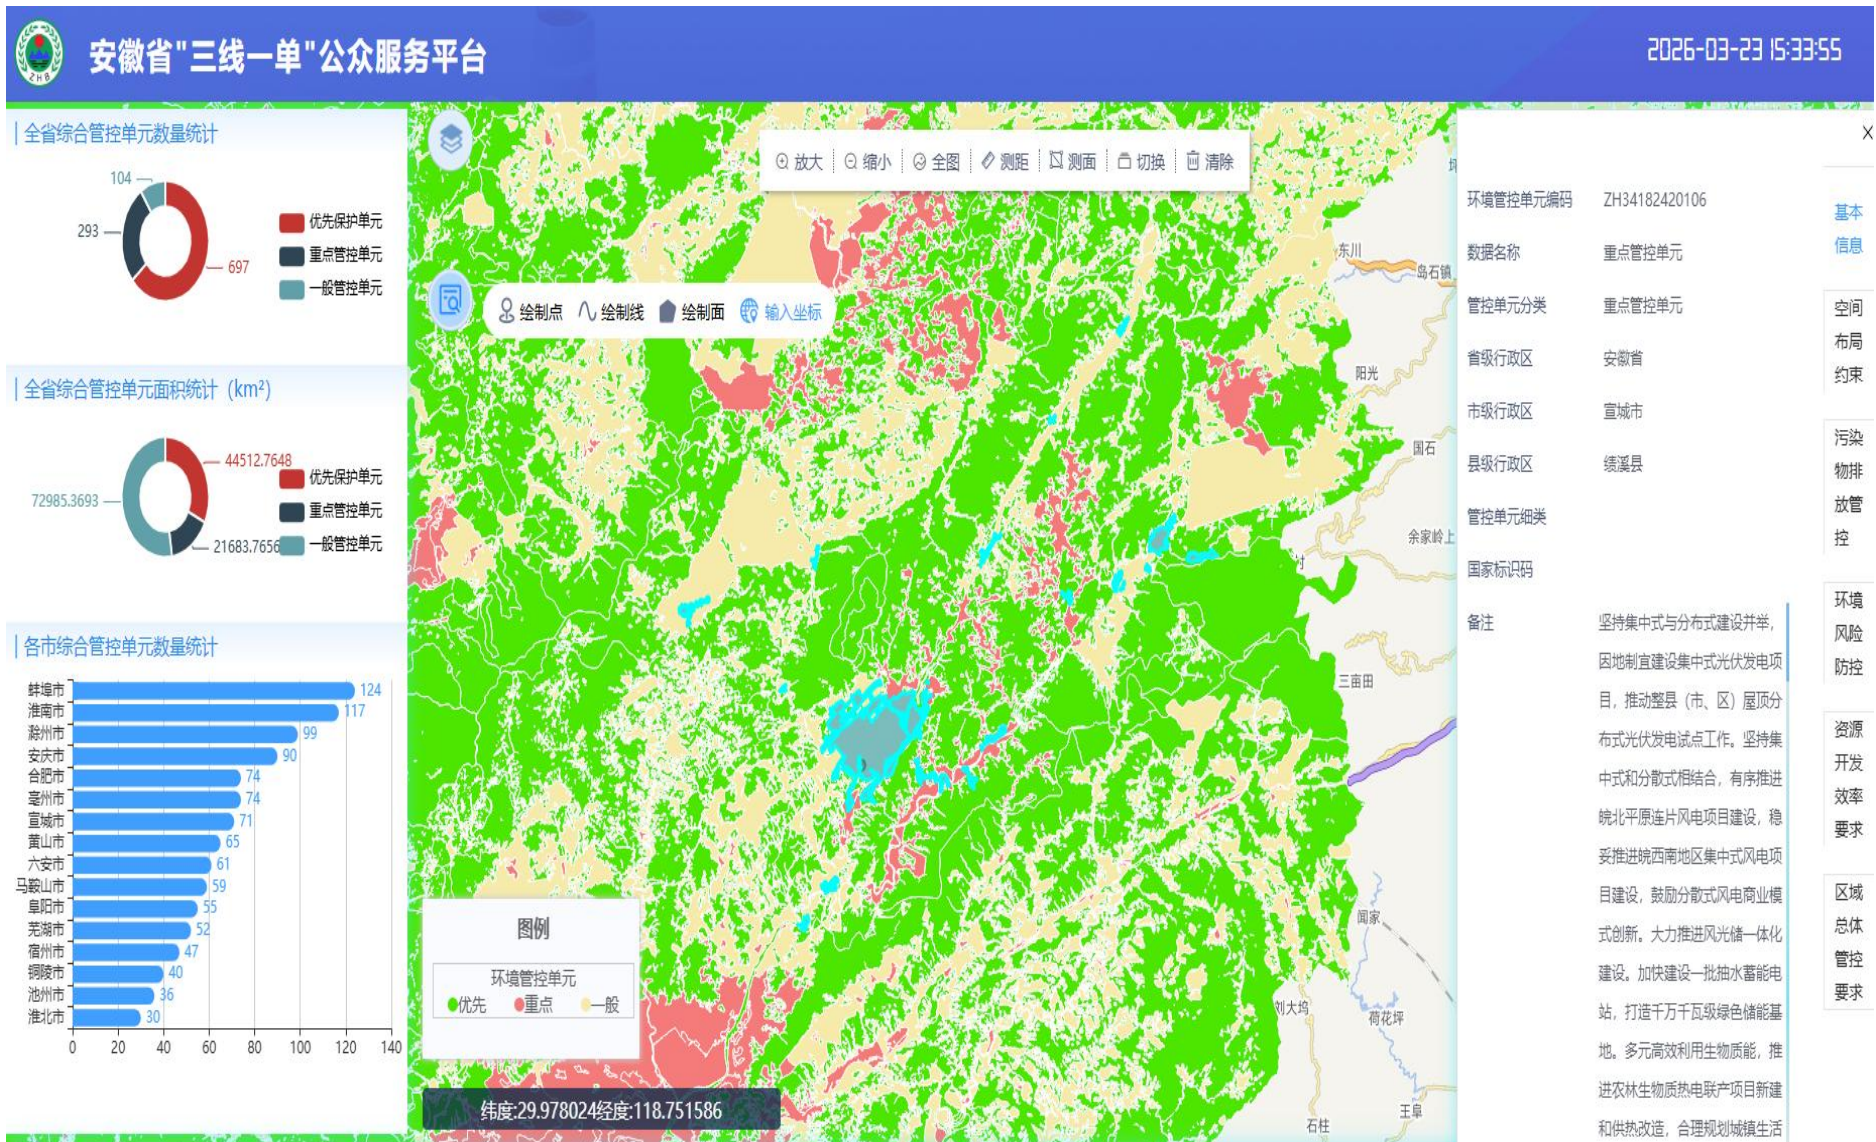 安徽省"三线一单"公众服务平台
2026-03-23 15:33:55
ZHB
全省综合管控单元数量统计
104
293
697
优先保护单元
重点管控单元
一般管控单元
全省综合管控单元面积统计（km²）
44512.7648
72985.3693
21683.7656
优先保护单元
重点管控单元
一般管控单元
各市综合管控单元数量统计
蚌埠市 124
淮南市 117
滁州市 99
安庆市 90
合肥市 74
亳州市 74
宣城市 71
黄山市 65
六安市 61
马鞍山市 59
阜阳市 55
芜湖市 52
宿州市 47
铜陵市 40
池州市 36
淮北市 30
0 20 40 60 80 100 120 140
放大 缩小 全图 测距 测面 切换 清除
绘制点 绘制线 绘制面 输入坐标
东川
岛石镇
阳光
国石
余家岭上
村
三亩田
闻家
刘大坞
荷花坪
王阜
石柱
图例
环境管控单元
优先 重点 一般
纬度:29.978024经度:118.751586
X
环境管控单元编码 ZH34182420106
数据名称 重点管控单元
管控单元分类 重点管控单元
省级行政区 安徽省
市级行政区 宣城市
县级行政区 绩溪县
管控单元细类
国家标识码
备注
坚持集中式与分布式建设并举，
因地制宜建设集中式光伏发电项
目，推动整县（市、区）屋顶分
布式光伏发电试点工作。坚持集
中式和分散式相结合，有序推进
皖北平原连片风电项目建设，稳
妥推进皖西南地区集中式风电项
目建设，鼓励分散式风电商业模
式创新。大力推进风光储一体化
建设。加快建设一批抽水蓄能电
站，打造千万千瓦级绿色储能基
地。多元高效利用生物质能，推
进农林生物质热电联产项目新建
和供热改造，合理规划城镇生活
基本
信息
空间
布局
约束
污染
物排
放管
控
环境
风险
防控
资源
开发
效率
要求
区域
总体
管控
要求